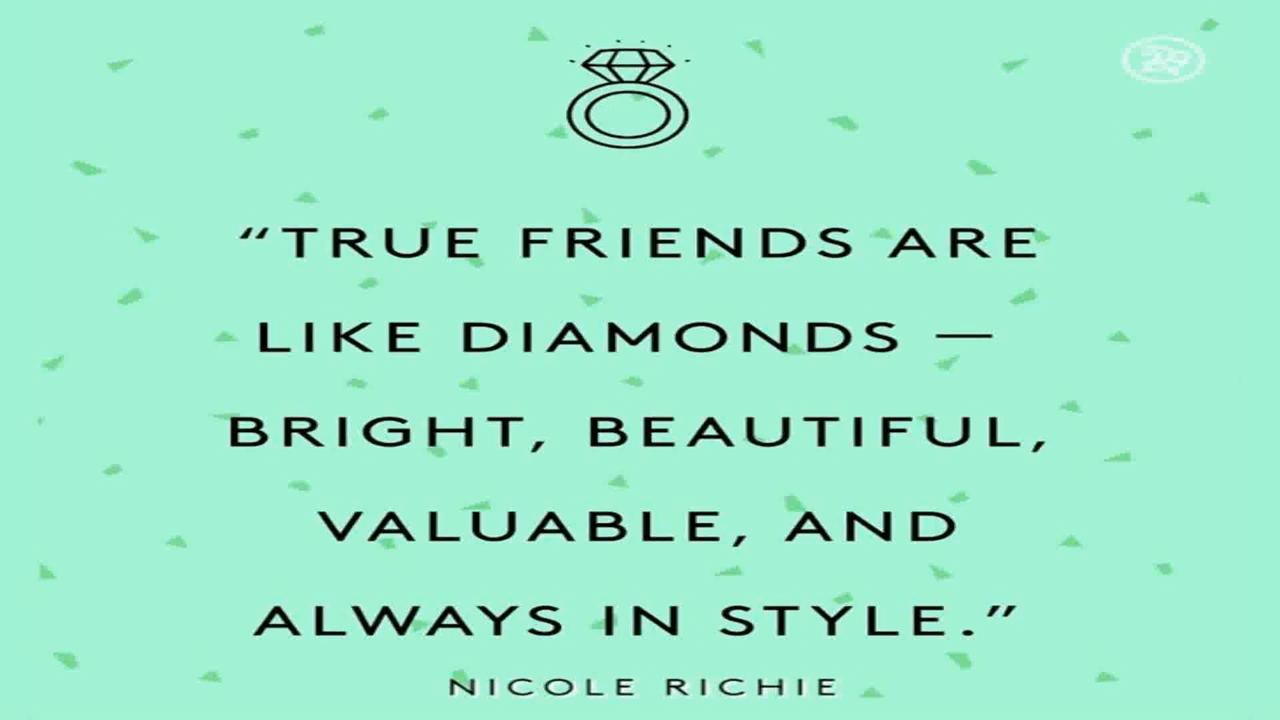 “TRUE FRIENDS ARE
LIKE DIAMONDS —
BRIGHT, BEAUTIFUL,
VALUABLE, AND
ALWAYS IN STYLE.”
NICOLE RICHIE